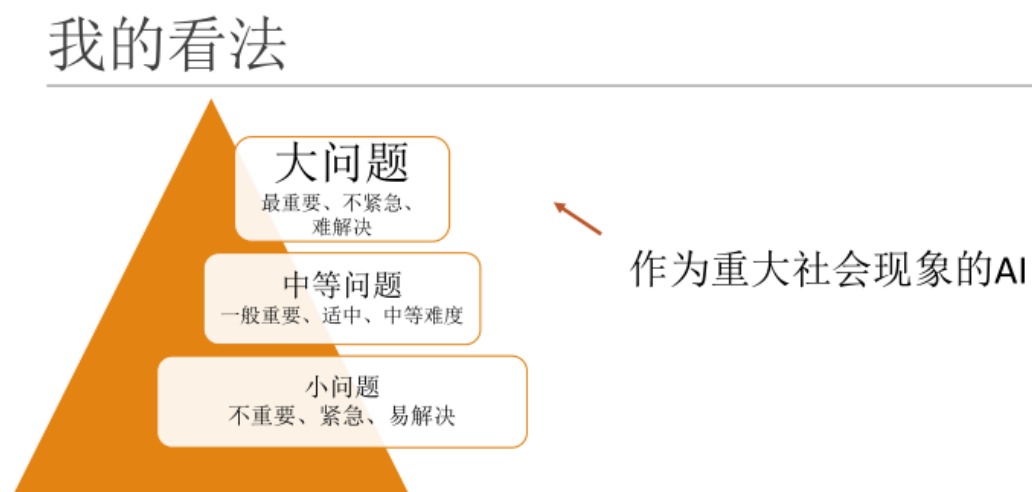 我的看法
大问题
最重要、不紧急、
难解决
中等问题
一般重要、适中、中等难度
小问题
不重要、紧急、易解决
作为重大社会现象的AI